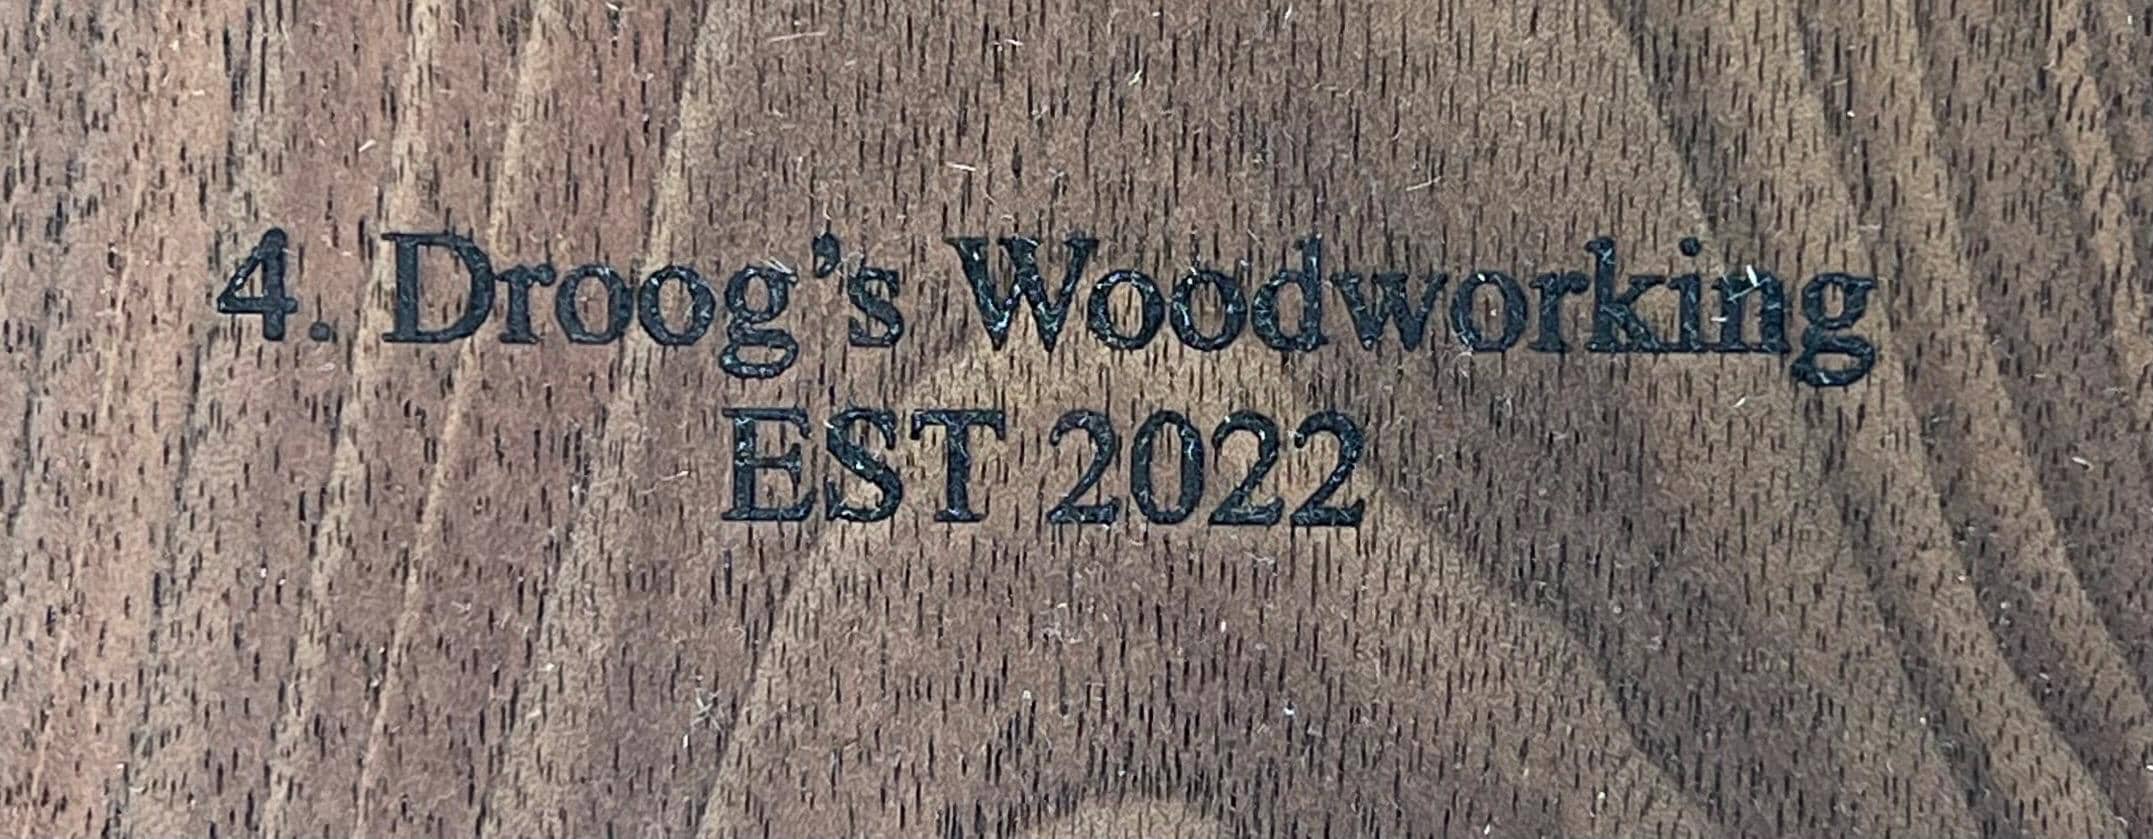 4. Droog’s Woodworking
EST 2022